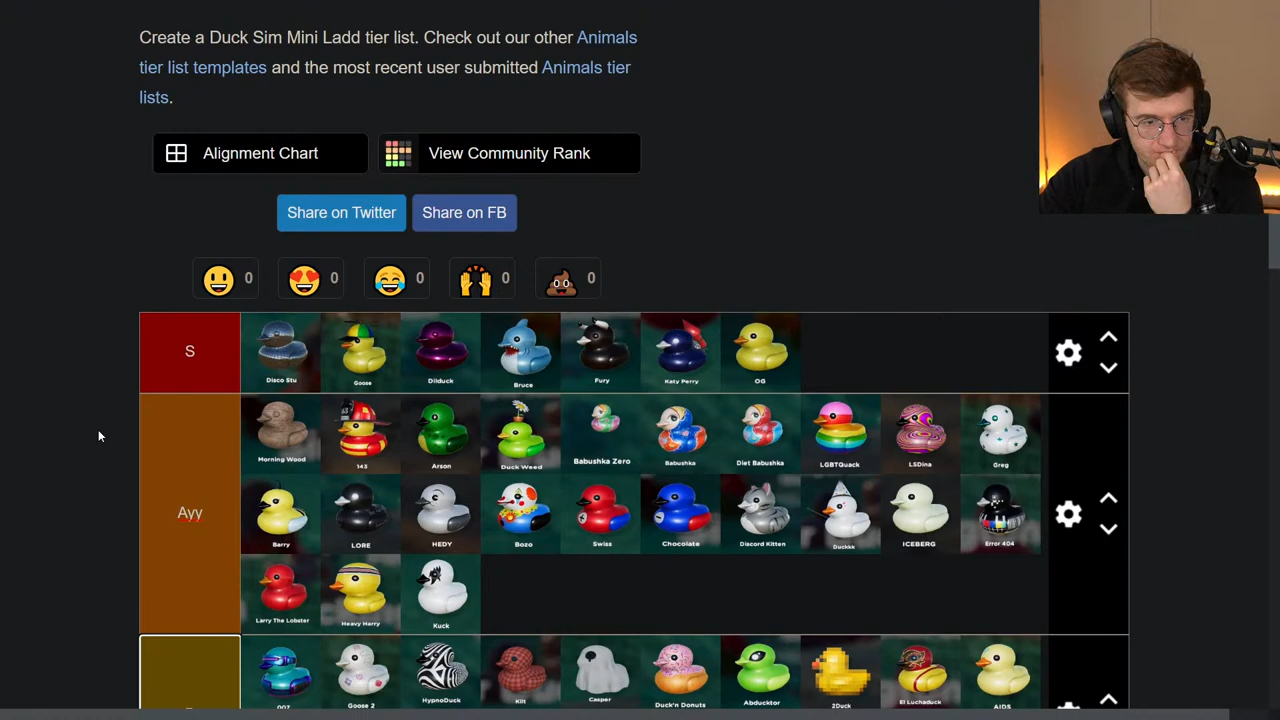 Create a Duck Sim Mini Ladd tier list. Check out our other Animals
tier list templates and the most recent user submitted Animals tier
lists.
Alignment Chart
View Community Rank
Share on Twitter
Share on FB
0
0
0
0
0
S
Disco Stu
Goose
Dilduck
Bruce
Fury
Katy Perry
OG
Ayy
Morning Wood
143
Arson
Duck Weed
Babushka Zero
Babushka
Diet Babushka
LGBTQuack
LSDina
Greg
Barry
LORE
HEDY
Bozo
Swiss
Chocolate
Discord Kitten
Duckkk
ICEBERG
Error 404
Larry The Lobster
Heavy Harry
Kuck
007
Goose 2
HypnoDuck
Kilt
Casper
Duck'n Donuts
Abducktor
2Duck
El Luchaduck
AIDS